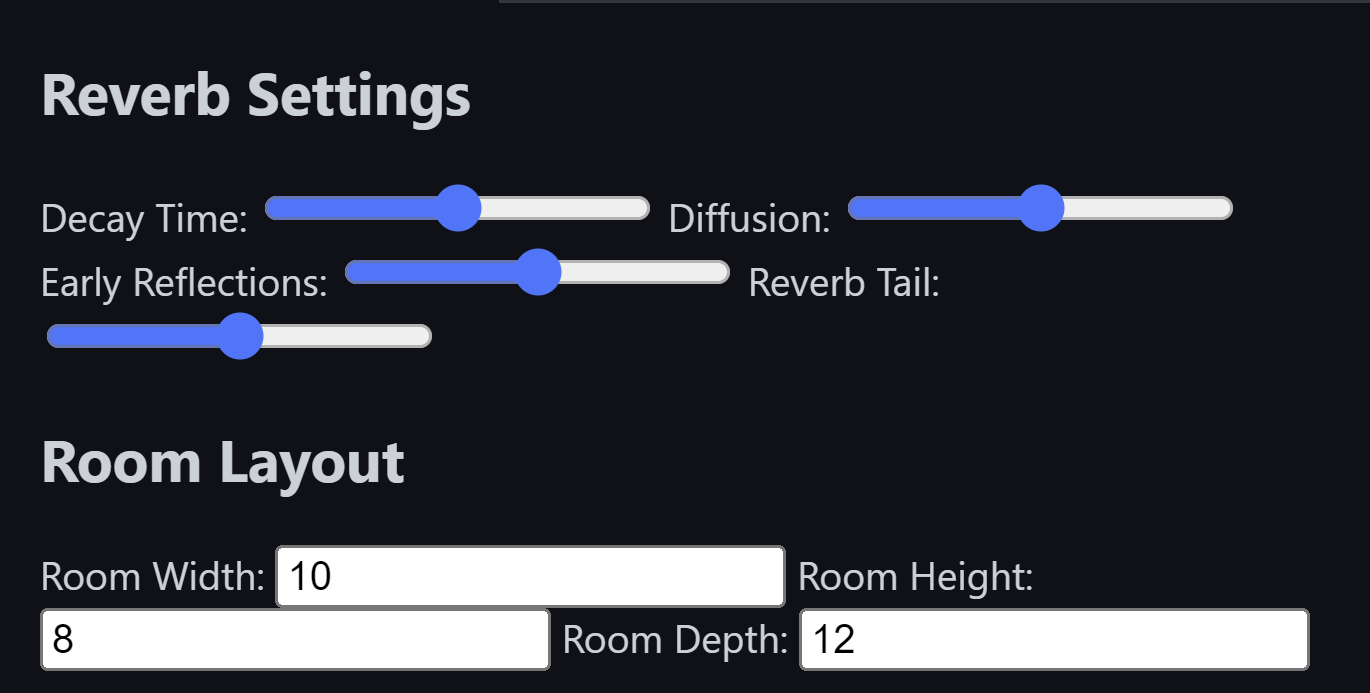 Reverb Settings
Decay Time: Diffusion:
Early Reflections: Reverb Tail:
Room Layout
Room Width: 10 Room Height:
8 Room Depth: 12